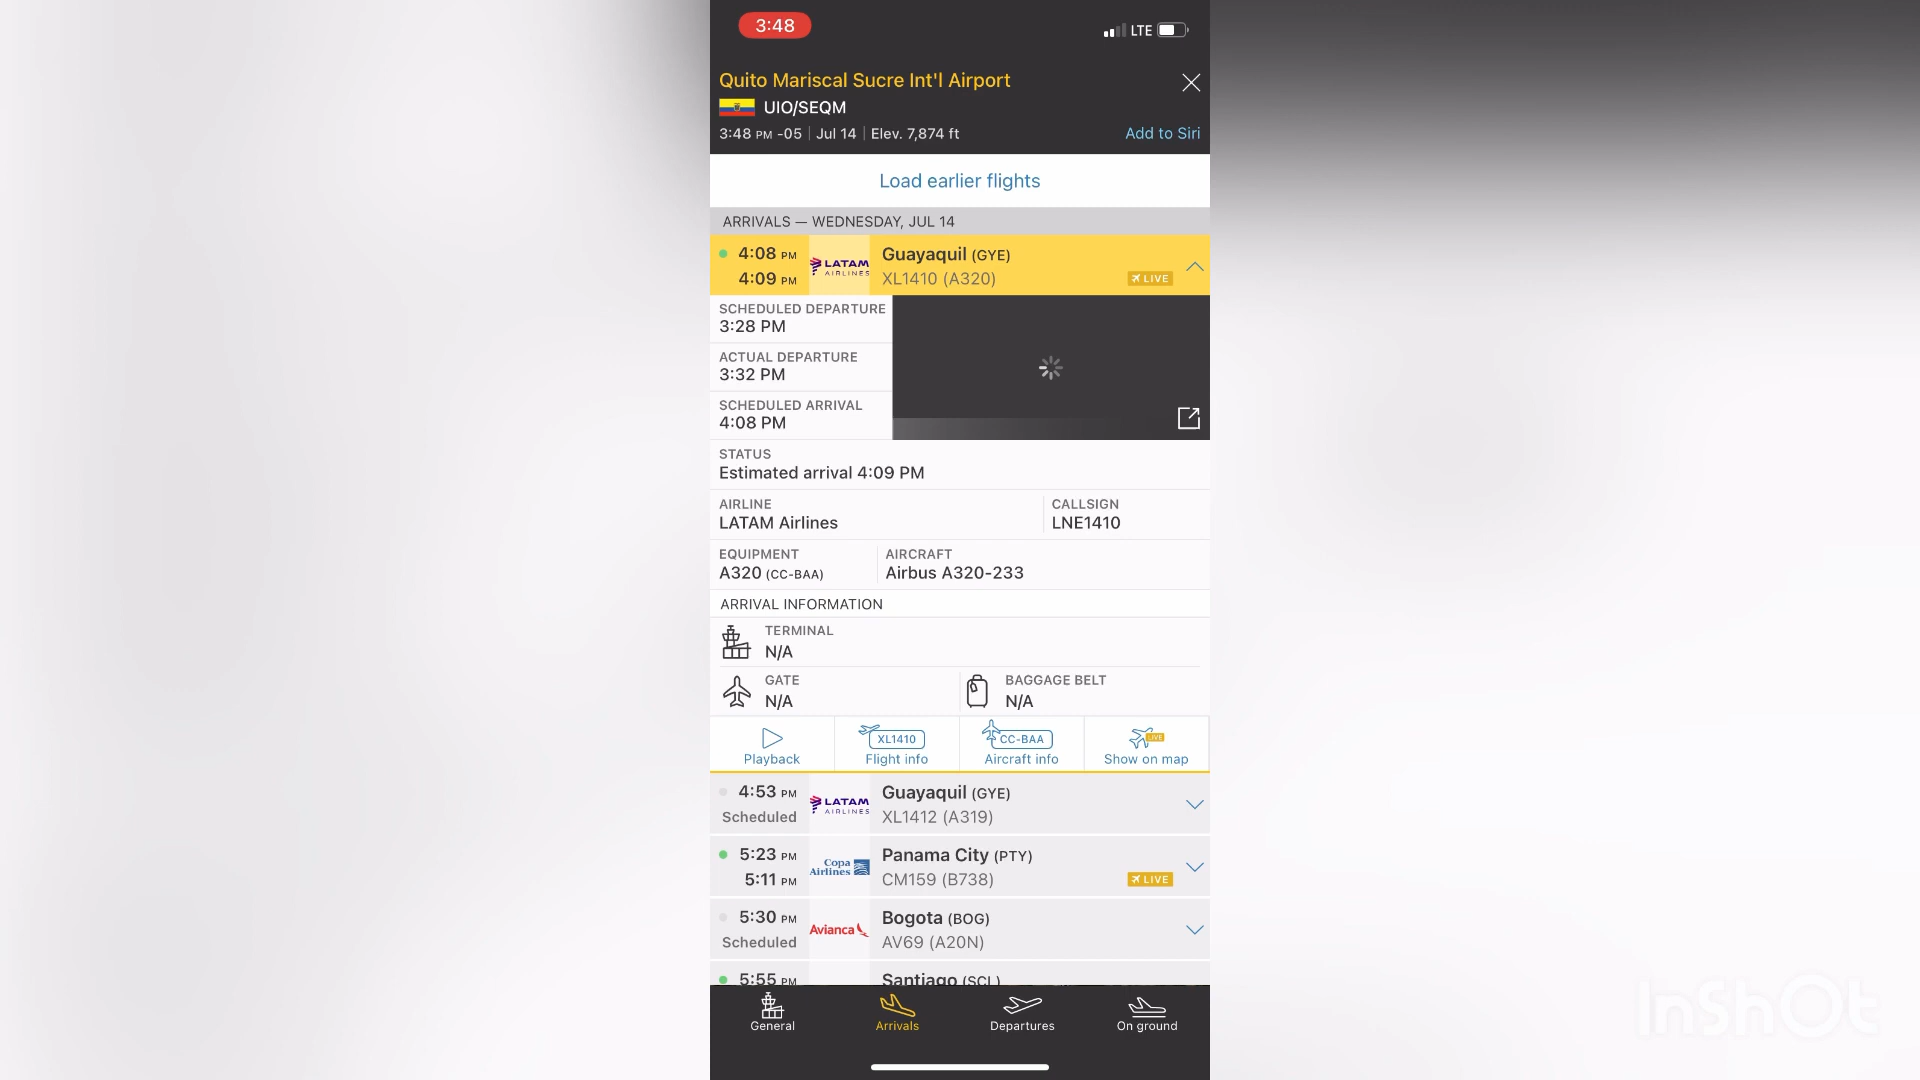 3:48
LTE
Quito Mariscal Sucre Int'l Airport
UIO/SEQM
3:48 PM -05 | Jul 14 | Elev. 7,874 ft
Add to Siri
Load earlier flights
ARRIVALS — WEDNESDAY, JUL 14
4:08 PM
LATAM AIRLINES
Guayaquil (GYE)
4:09 PM
XL1410 (A320)
LIVE
SCHEDULED DEPARTURE
3:28 PM
ACTUAL DEPARTURE
3:32 PM
SCHEDULED ARRIVAL
4:08 PM
STATUS
Estimated arrival 4:09 PM
AIRLINE
LATAM Airlines
CALLSIGN
LNE1410
EQUIPMENT
A320 (CC-BAA)
AIRCRAFT
Airbus A320-233
ARRIVAL INFORMATION
TERMINAL
N/A
GATE
N/A
BAGGAGE BELT
N/A
Playback
XL1410
Flight info
CC-BAA
Aircraft info
LIVE
Show on map
4:53 PM
Scheduled
LATAM AIRLINES
Guayaquil (GYE)
XL1412 (A319)
5:23 PM
5:11 PM
Copa Airlines
Panama City (PTY)
CM159 (B738)
LIVE
5:30 PM
Scheduled
Avianca
Bogota (BOG)
AV69 (A20N)
5:55 PM
Santiago (SCL)
General
Arrivals
Departures
On ground
InShOt